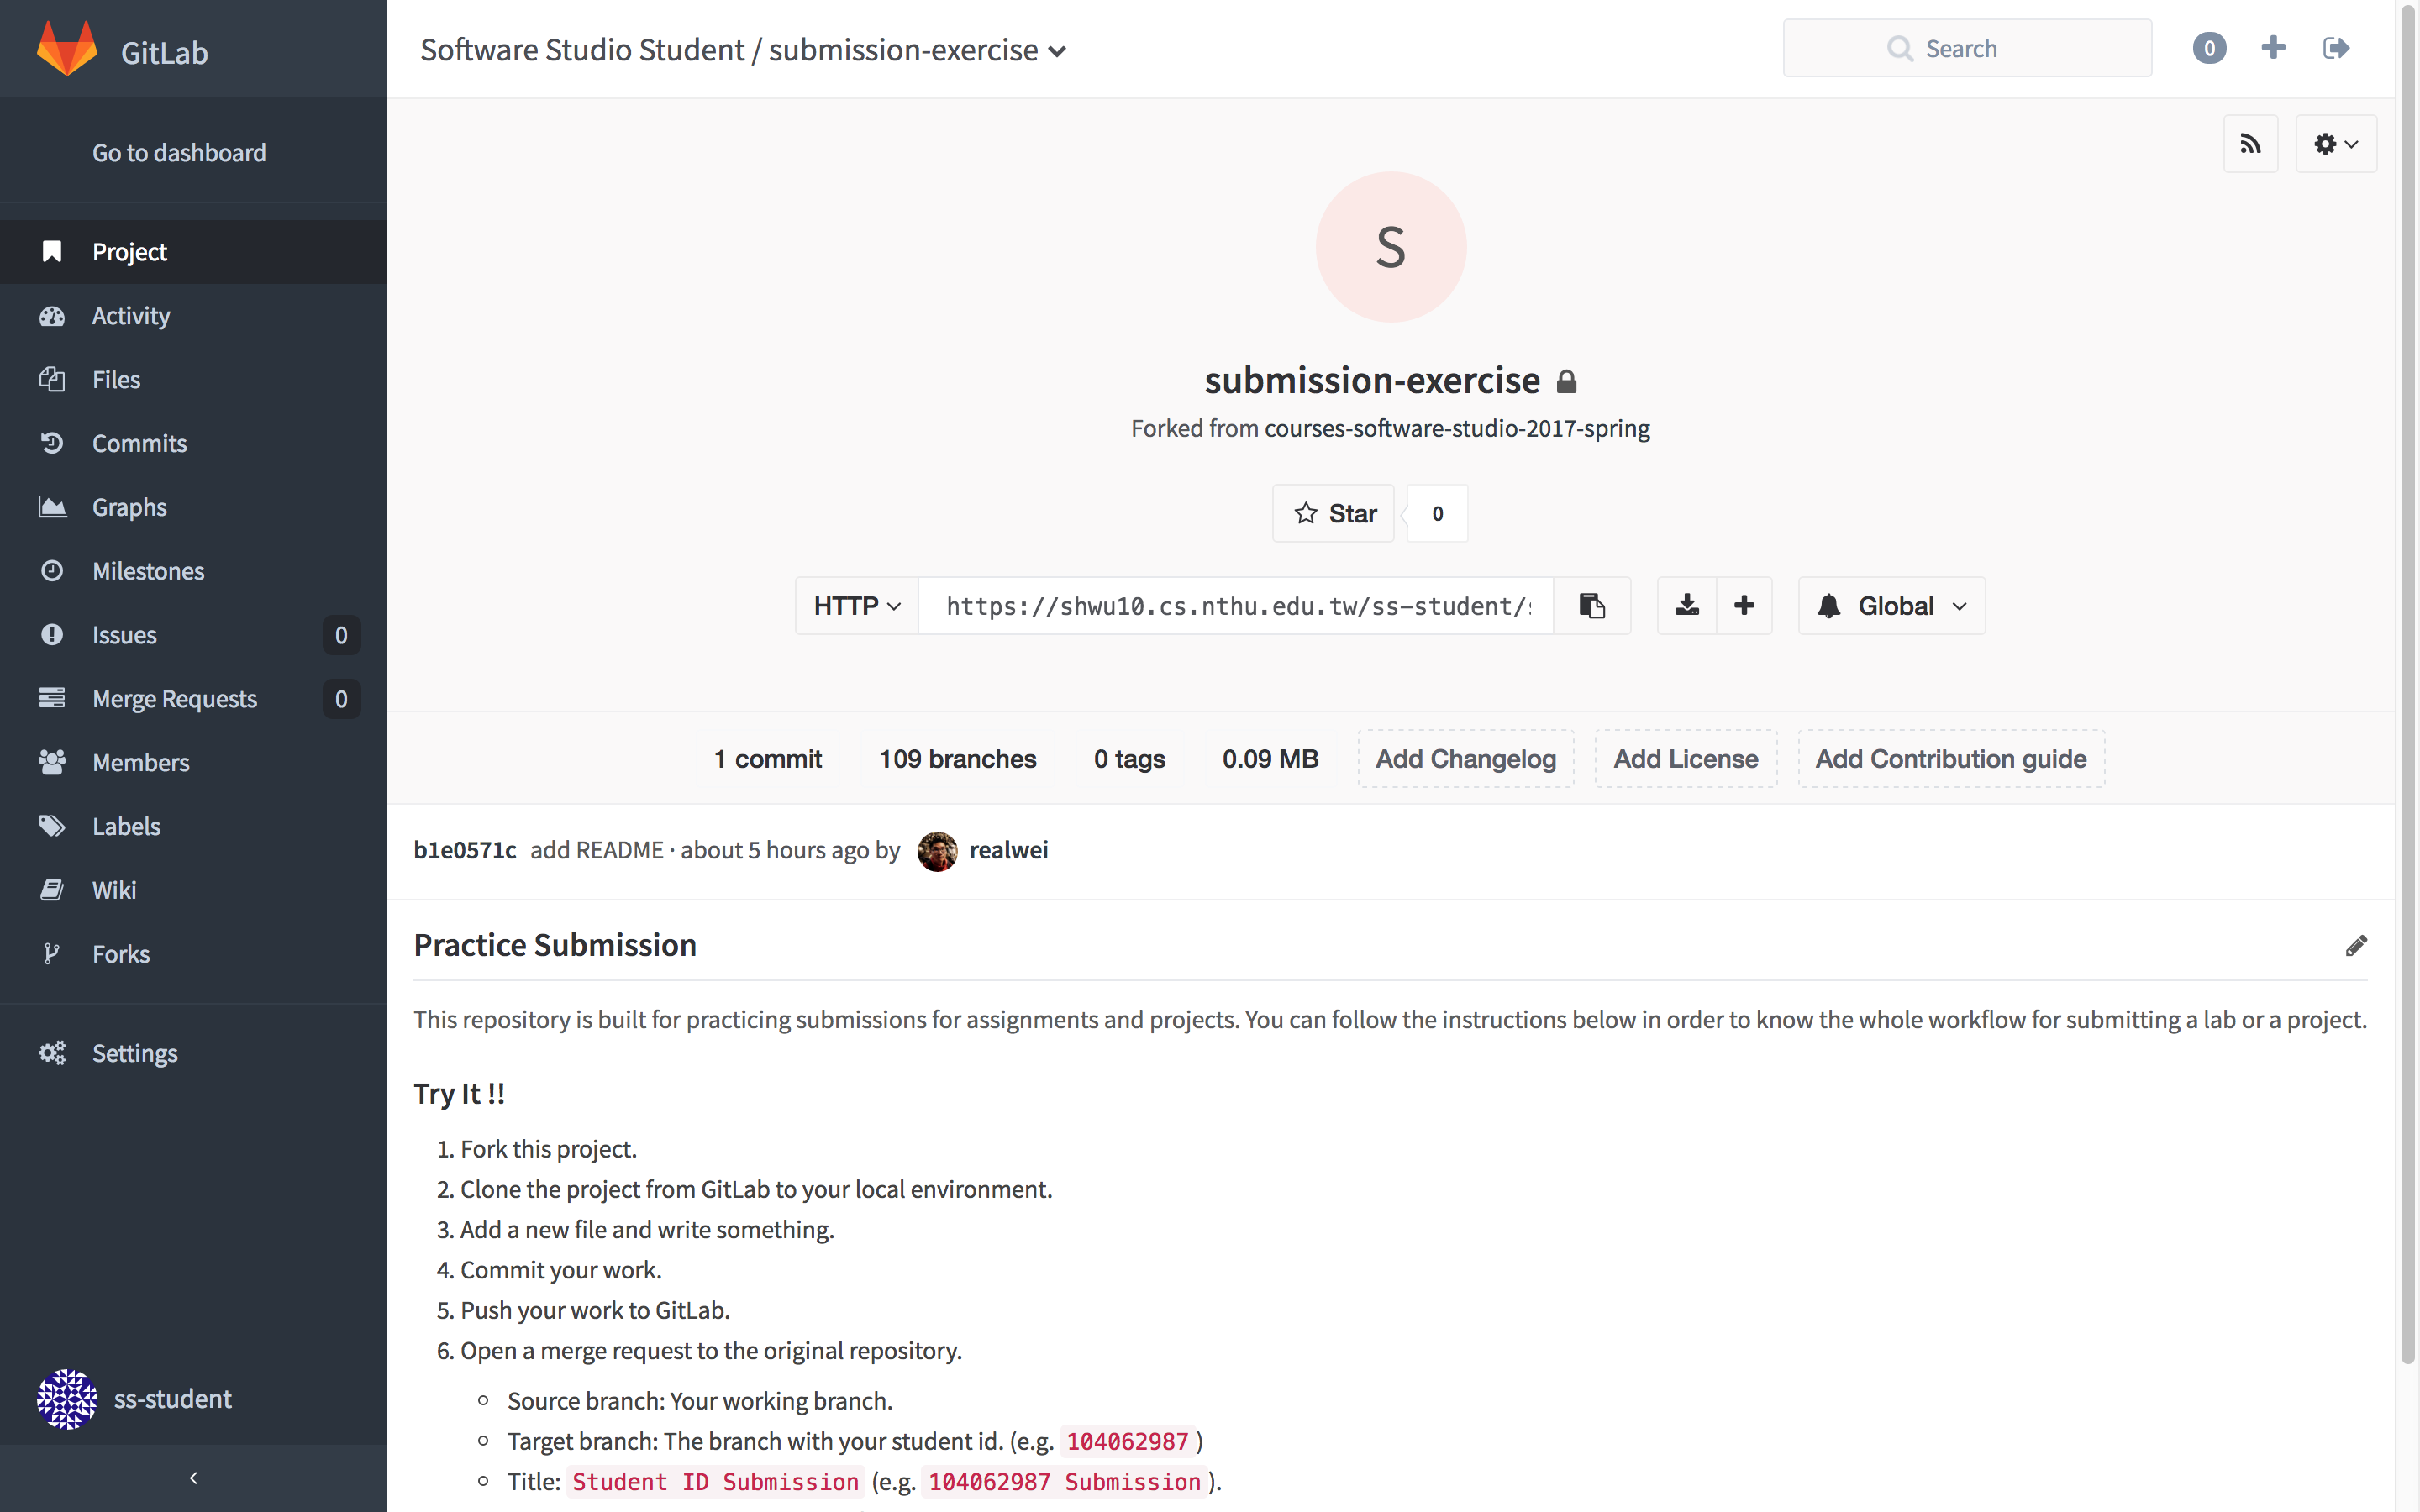 GitLab
Software Studio Student / submission-exercise
Search
0
Go to dashboard
Project
Activity
Files
Commits
Graphs
Milestones
Issues 0
Merge Requests 0
Members
Labels
Wiki
Forks
Settings
ss-student
S
submission-exercise
Forked from courses-software-studio-2017-spring
Star 0
HTTP https://shwu10.cs.nthu.edu.tw/ss-student/
Global
1 commit 109 branches 0 tags 0.09 MB Add Changelog Add License Add Contribution guide
b1e0571c add README · about 5 hours ago by realwei
Practice Submission
This repository is built for practicing submissions for assignments and projects. You can follow the instructions below in order to know the whole workflow for submitting a lab or a project.
Try It !!
1. Fork this project.
2. Clone the project from GitLab to your local environment.
3. Add a new file and write something.
4. Commit your work.
5. Push your work to GitLab.
6. Open a merge request to the original repository.
Source branch: Your working branch.
Target branch: The branch with your student id. (e.g. 104062987 )
Title: Student ID Submission (e.g. 104062987 Submission ).